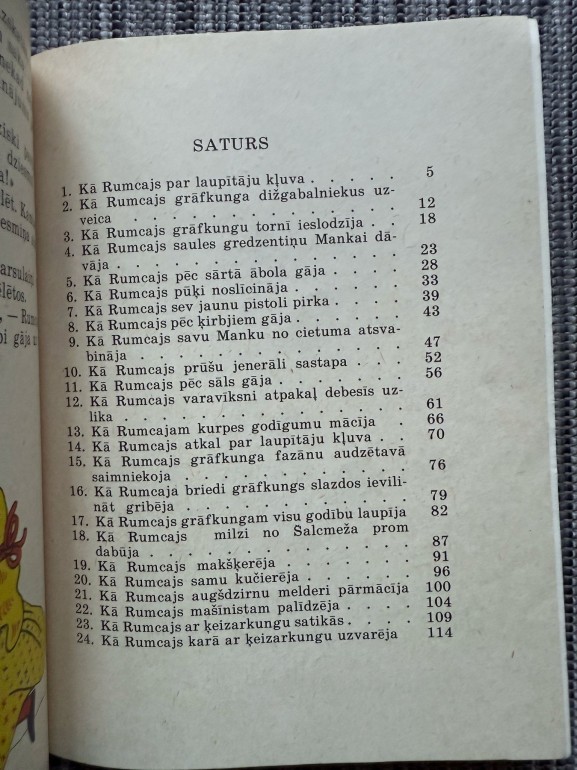 SATURS
1. Kā Rumcajs par laupītāju kļuva . . . . . 5
2. Kā Rumcajs grāfkunga dižgabalniekus uz-
veica . . . . . . . . . . . . 12
3. Kā Rumcajs grāfkungu tornī ieslodzīja . . 18
4. Kā Rumcajs saules gredzentiņu Mankai dā-
vāja . . . . . . . . . . . . . 23
5. Kā Rumcajs pēc sārtā ābola gāja . . . . 28
6. Kā Rumcajs pūķi noslīcināja . . . . . 33
7. Kā Rumcajs sev jaunu pistoli pirka . . . 39
8. Kā Rumcajs pēc ķirbjiem gāja . . . . . 43
9. Kā Rumcajs savu Manku no cietuma atsva-
bināja . . . . . . . . . . . . 47
10. Kā Rumcajs prūšu jenerāli sastapa . . . 52
11. Kā Rumcajs pēc sāls gāja . . . . . . 56
12. Kā Rumcajs varavīksni atpakaļ debesīs uz-
lika . . . . . . . . . . . . . 61
13. Kā Rumcajam kurpes godīgumu mācīja . 66
14. Kā Rumcajs atkal par laupītāju kļuva . . 70
15. Kā Rumcajs grāfkunga fazānu audzētavā
saimniekoja . . . . . . . . . . 76
16. Kā Rumcaja briedi grāfkungs slazdos ievili-
nāt gribēja . . . . . . . . . . 79
17. Kā Rumcajs grāfkungam visu godību laupīja 82
18. Kā Rumcajs milzi no Salcmeža prom
dabūja . . . . . . . . . . . . 87
19. Kā Rumcajs makšķerēja . . . . . . 91
20. Kā Rumcajs samu kučierēja . . . . . 96
21. Kā Rumcajs augšdzirnu melderi pārmācīja 100
22. Kā Rumcajs mašīnistam palīdzēja . . . . 104
23. Kā Rumcajs ar ķeizarkungu satikās . . . . 109
24. Kā Rumcajs karā ar ķeizarkungu uzvarēja 114